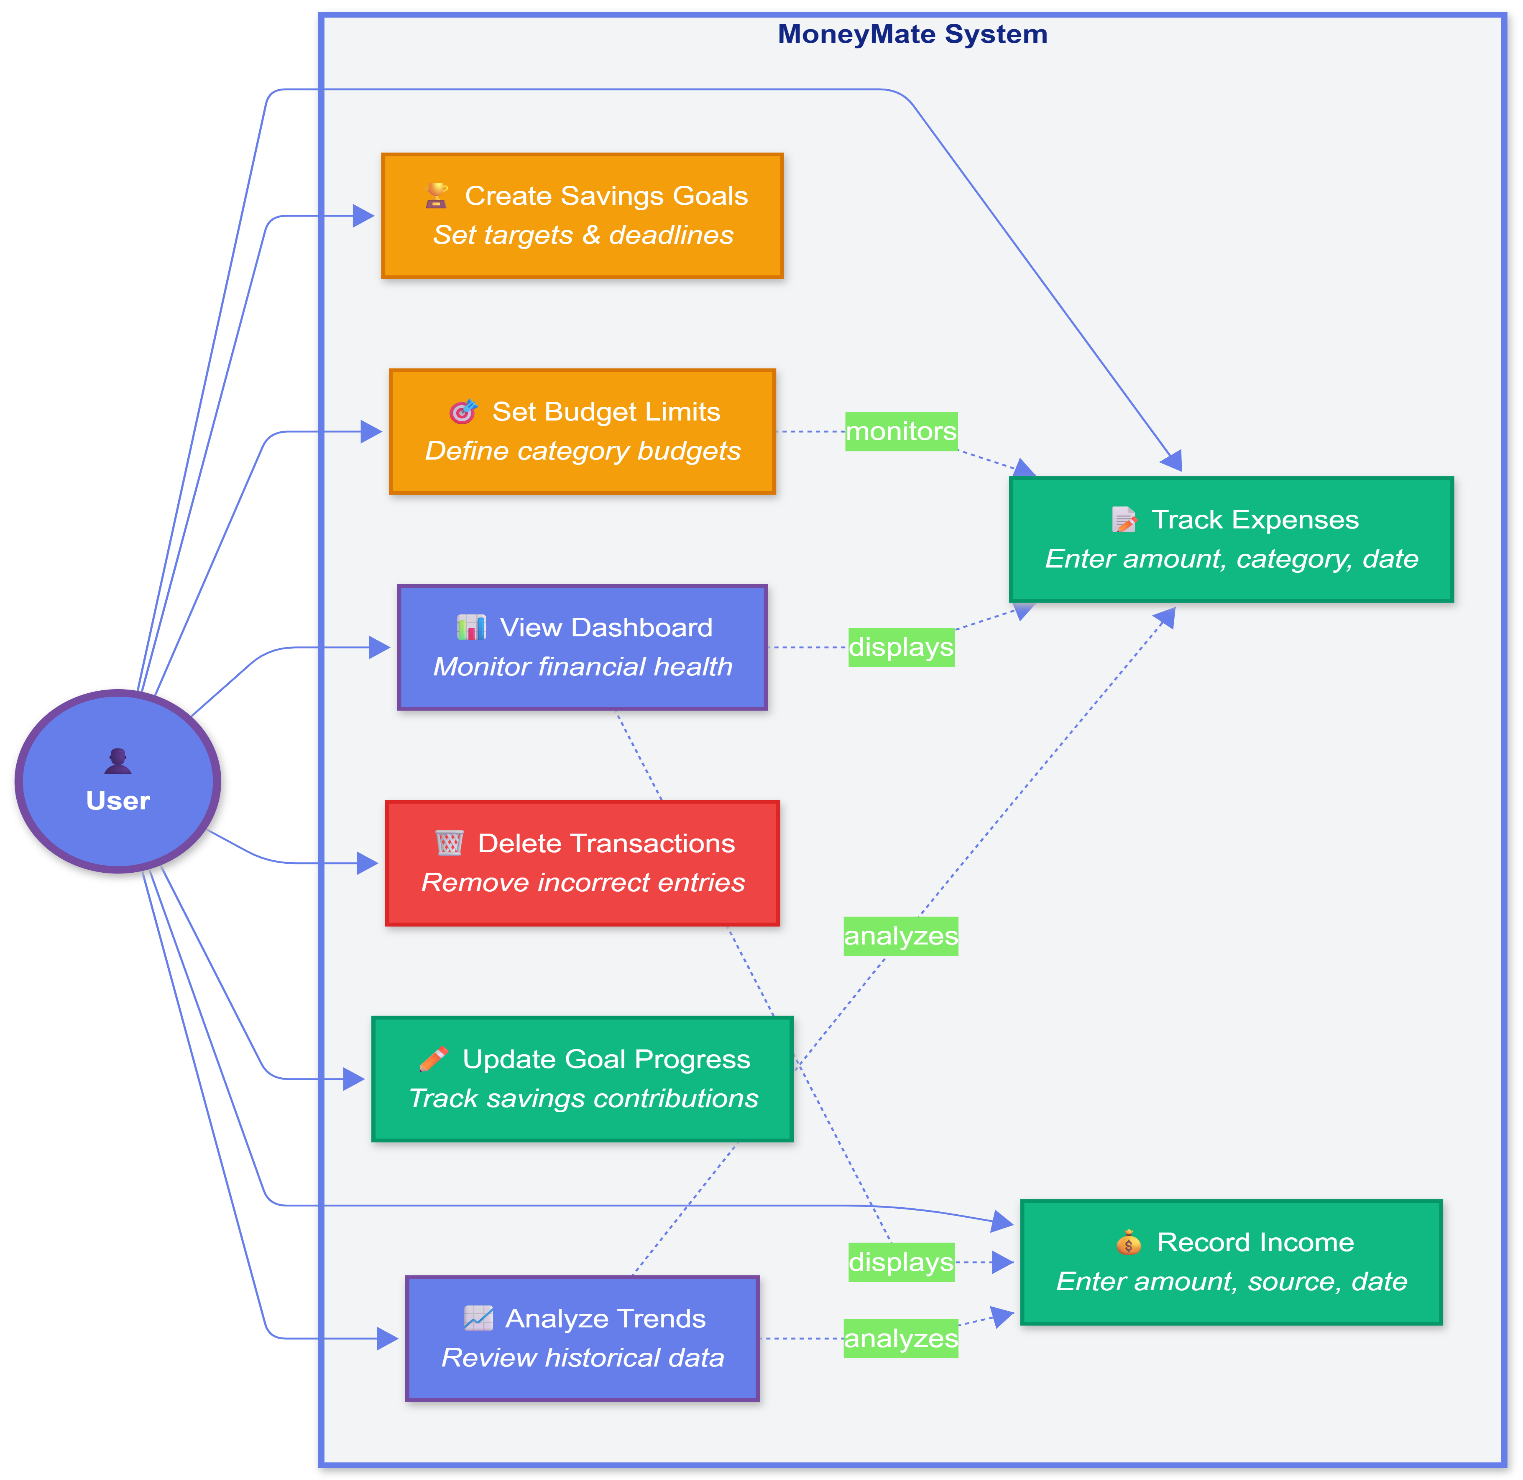 MoneyMate System
Create Savings Goals
Set targets & deadlines
Set Budget Limits
Define category budgets
monitors
Track Expenses
Enter amount, category, date
View Dashboard
Monitor financial health
displays
User
Delete Transactions
Remove incorrect entries
analyzes
Update Goal Progress
Track savings contributions
Record Income
Enter amount, source, date
displays
Analyze Trends
Review historical data
analyzes